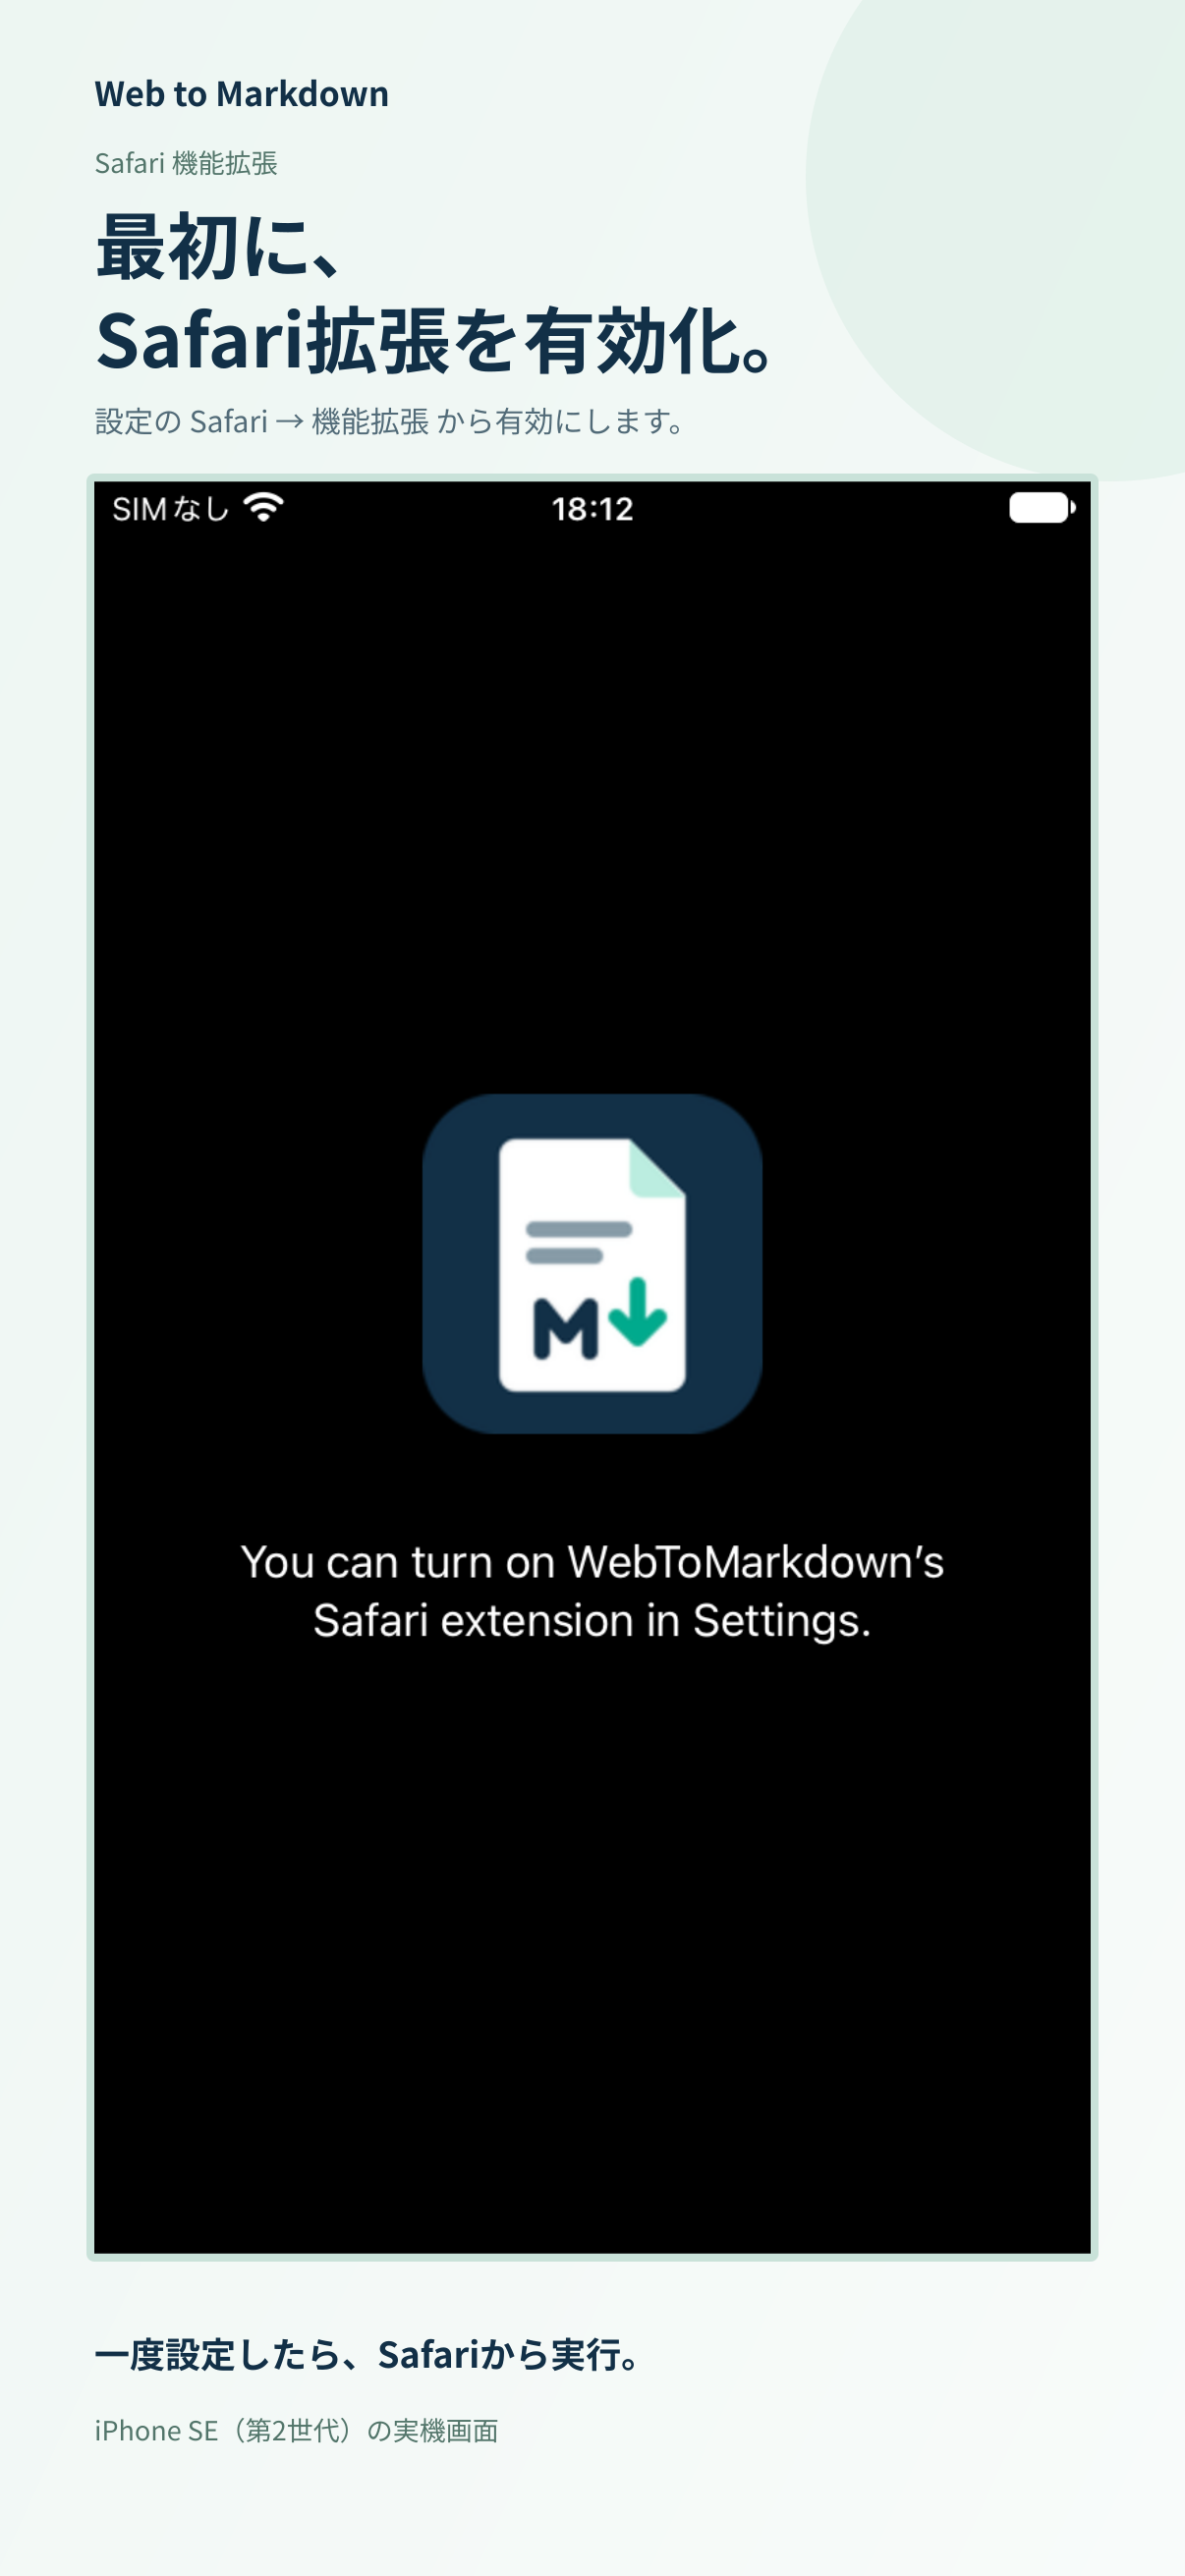 Web to Markdown
Safari 機能拡張
最初に、
Safari拡張を有効化。
設定の Safari → 機能拡張 から有効にします。
SIMなし 18:12
M
You can turn on WebToMarkdown’s
Safari extension in Settings.
一度設定したら、Safariから実行。
iPhone SE（第2世代）の実機画面